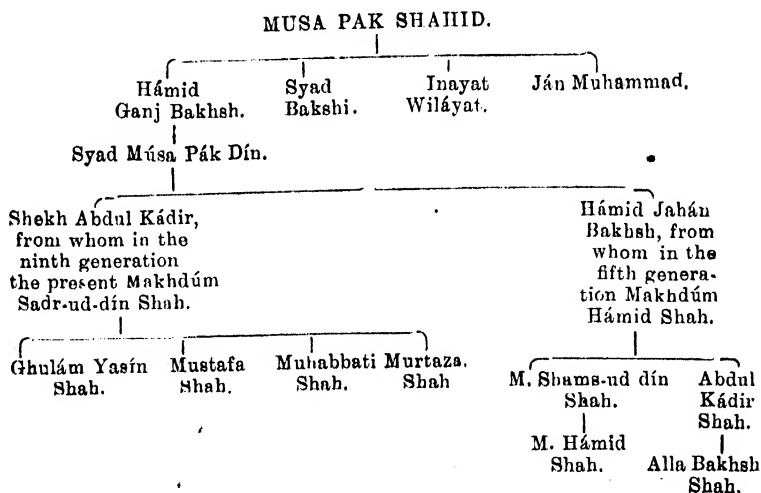 MUSA PAK SHAHID.
Hámid
Ganj Bakhsh.
Syad
Bakshi.
Inayat
Wiláyat.
Ján Muhammad.
Syad Músa Pák Dín.
Shekh Abdul Kádir,
from whom in the
ninth generation
the present Makhdúm
Sadr-ud-dín Shah.
Hámid Jahán
Bakhsh, from
whom in the
fifth genera-
tion Makhdúm
Hámid Shah.
Ghulám Yasín
Shah.
Mustafa
Shah.
Muhabbati
Shah.
Murtaza.
Shah
M. Shams-ud dín
Shah.
Abdul
Kádir
Shah.
M. Hámid
Shah.
Alla Bakhsh
Shah.